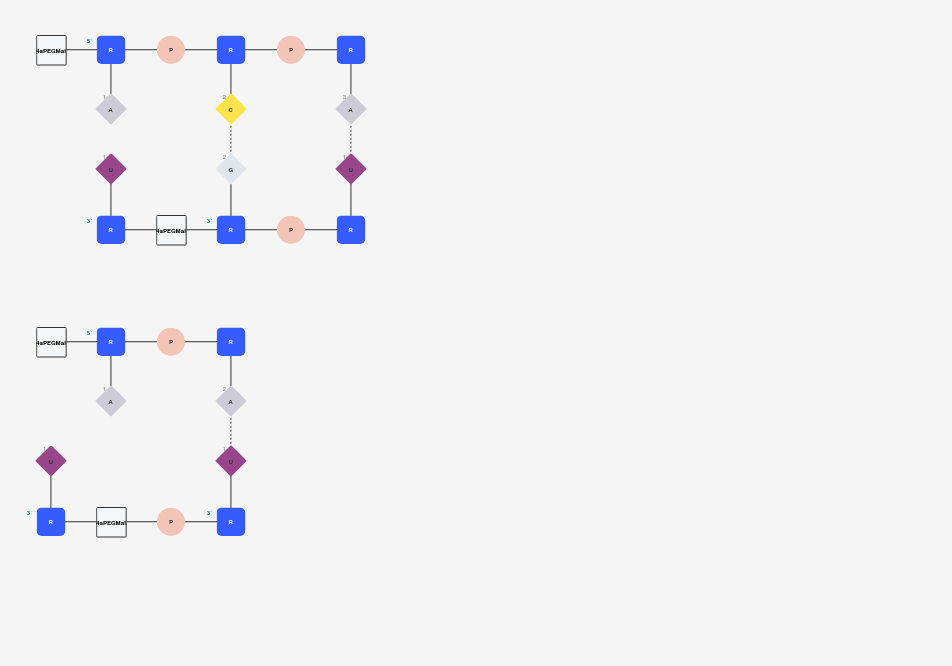 5'
4aPEGMal R P R P R
1 2 3
A C A
1 2 1
U G U
3' 3'
R 4aPEGMal R P R
5'
4aPEGMal R P R
1 2
A A
1 1
U U
3' 3'
R 4aPEGMal P R